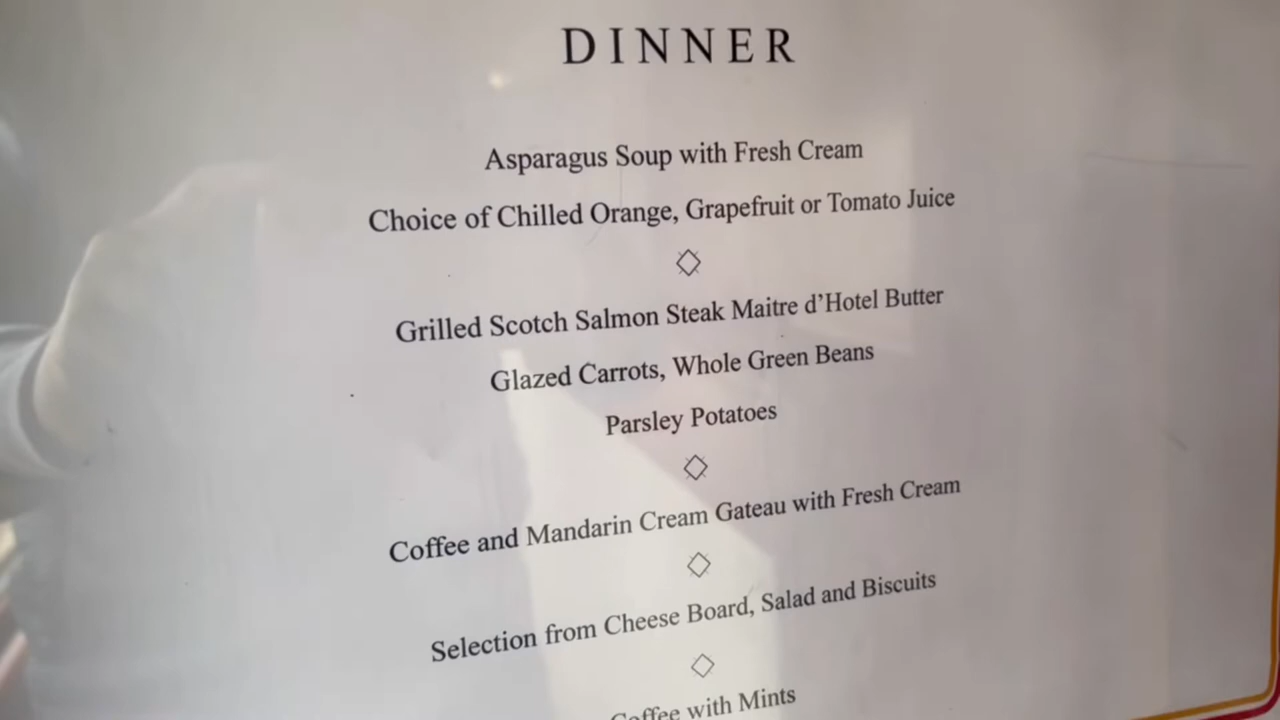 DINNER
Asparagus Soup with Fresh Cream
Choice of Chilled Orange, Grapefruit or Tomato Juice
Grilled Scotch Salmon Steak Maitre d’Hotel Butter
Glazed Carrots, Whole Green Beans
Parsley Potatoes
Coffee and Mandarin Cream Gateau with Fresh Cream
Selection from Cheese Board, Salad and Biscuits
Coffee with Mints